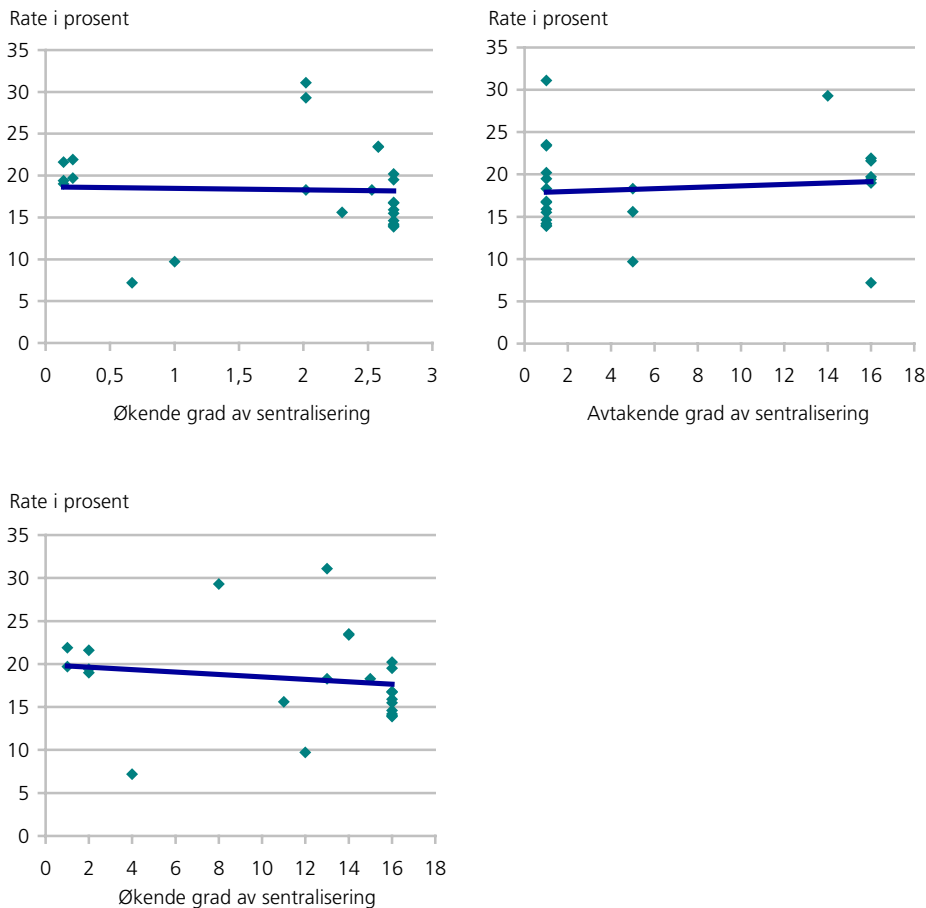 Rate i prosent
35
30
25
20
15
10
5
0
0 0,5 1 1,5 2 2,5 3
Økende grad av sentralisering
Rate i prosent
35
30
25
20
15
10
5
0
0 2 4 6 8 10 12 14 16 18
Avtakende grad av sentralisering
Rate i prosent
35
30
25
20
15
10
5
0
0 2 4 6 8 10 12 14 16 18
Økende grad av sentralisering